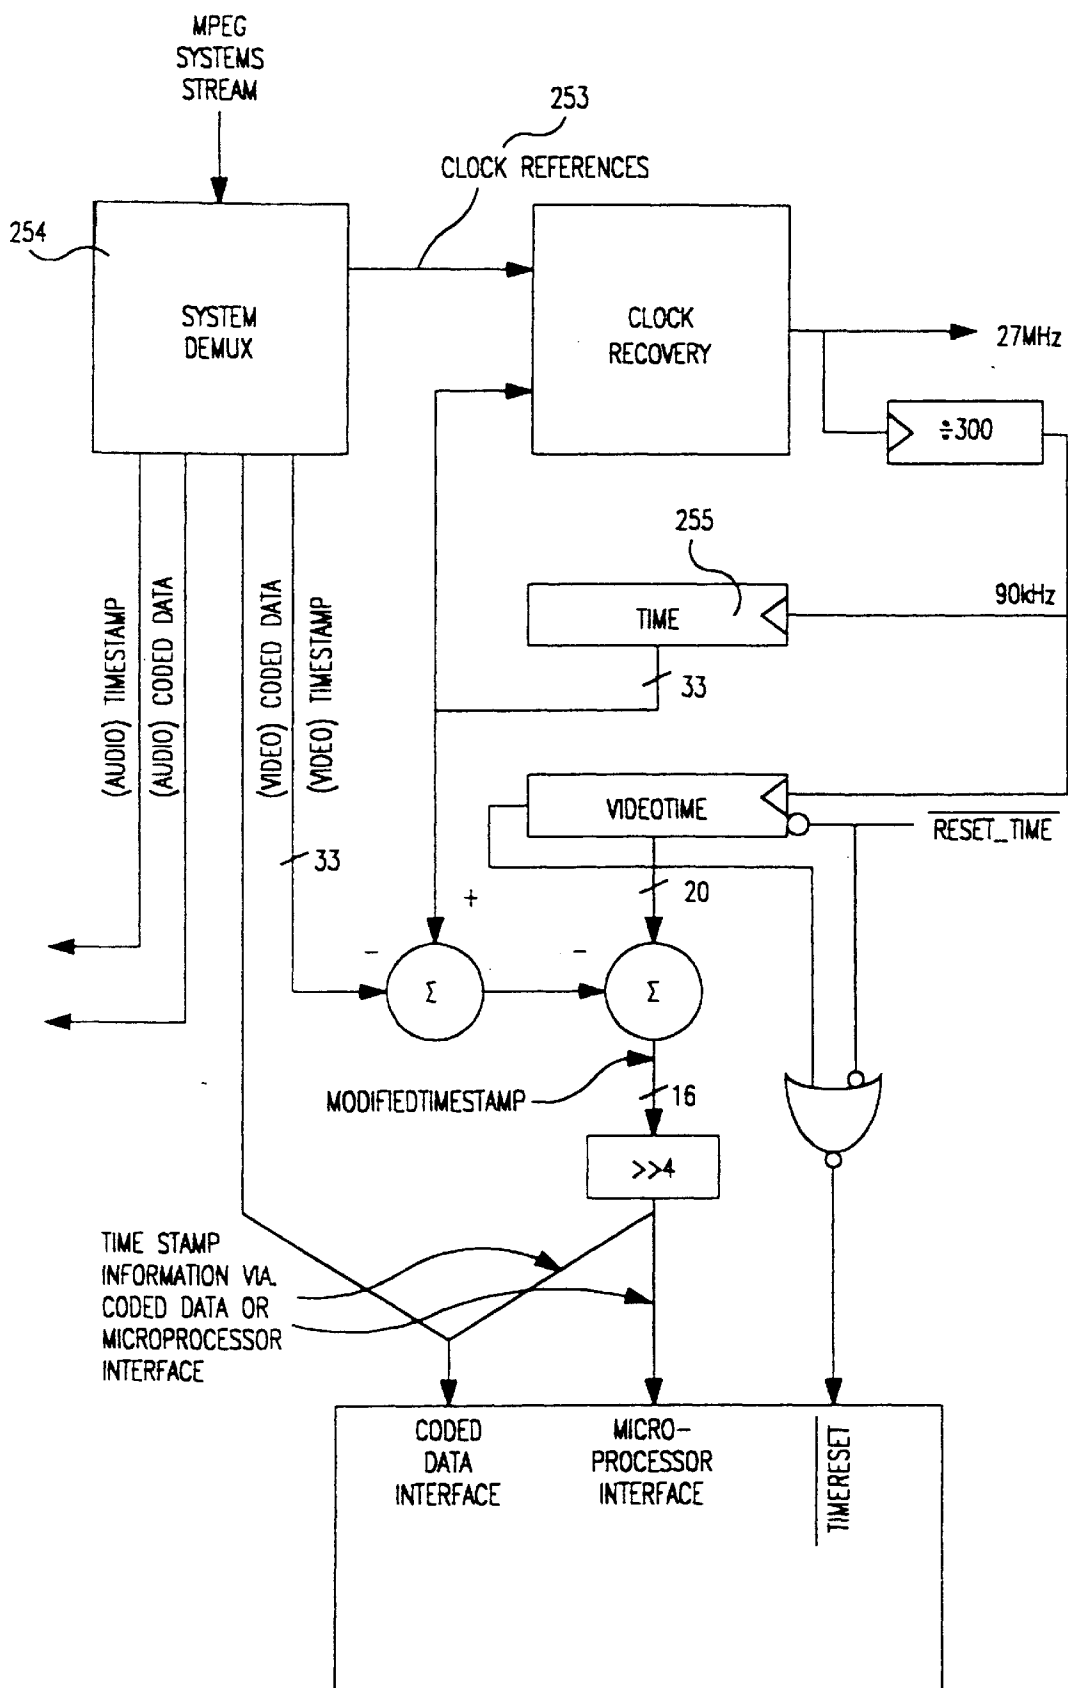 MPEG
SYSTEMS
STREAM
253
CLOCK REFERENCES
254
SYSTEM
DEMUX
CLOCK
RECOVERY
27MHz
÷300
255
TIME
90kHz
33
(AUDIO) TIMESTAMP
(AUDIO) CODED DATA
(VIDEO) CODED DATA
(VIDEO) TIMESTAMP
VIDEOTIME
RESET_TIME
33
20
+
-
-
Σ
Σ
MODIFIEDTIMESTAMP
16
>>4
TIME STAMP
INFORMATION VIA.
CODED DATA OR
MICROPROCESSOR
INTERFACE
CODED
DATA
INTERFACE
MICRO-
PROCESSOR
INTERFACE
TIMERESET